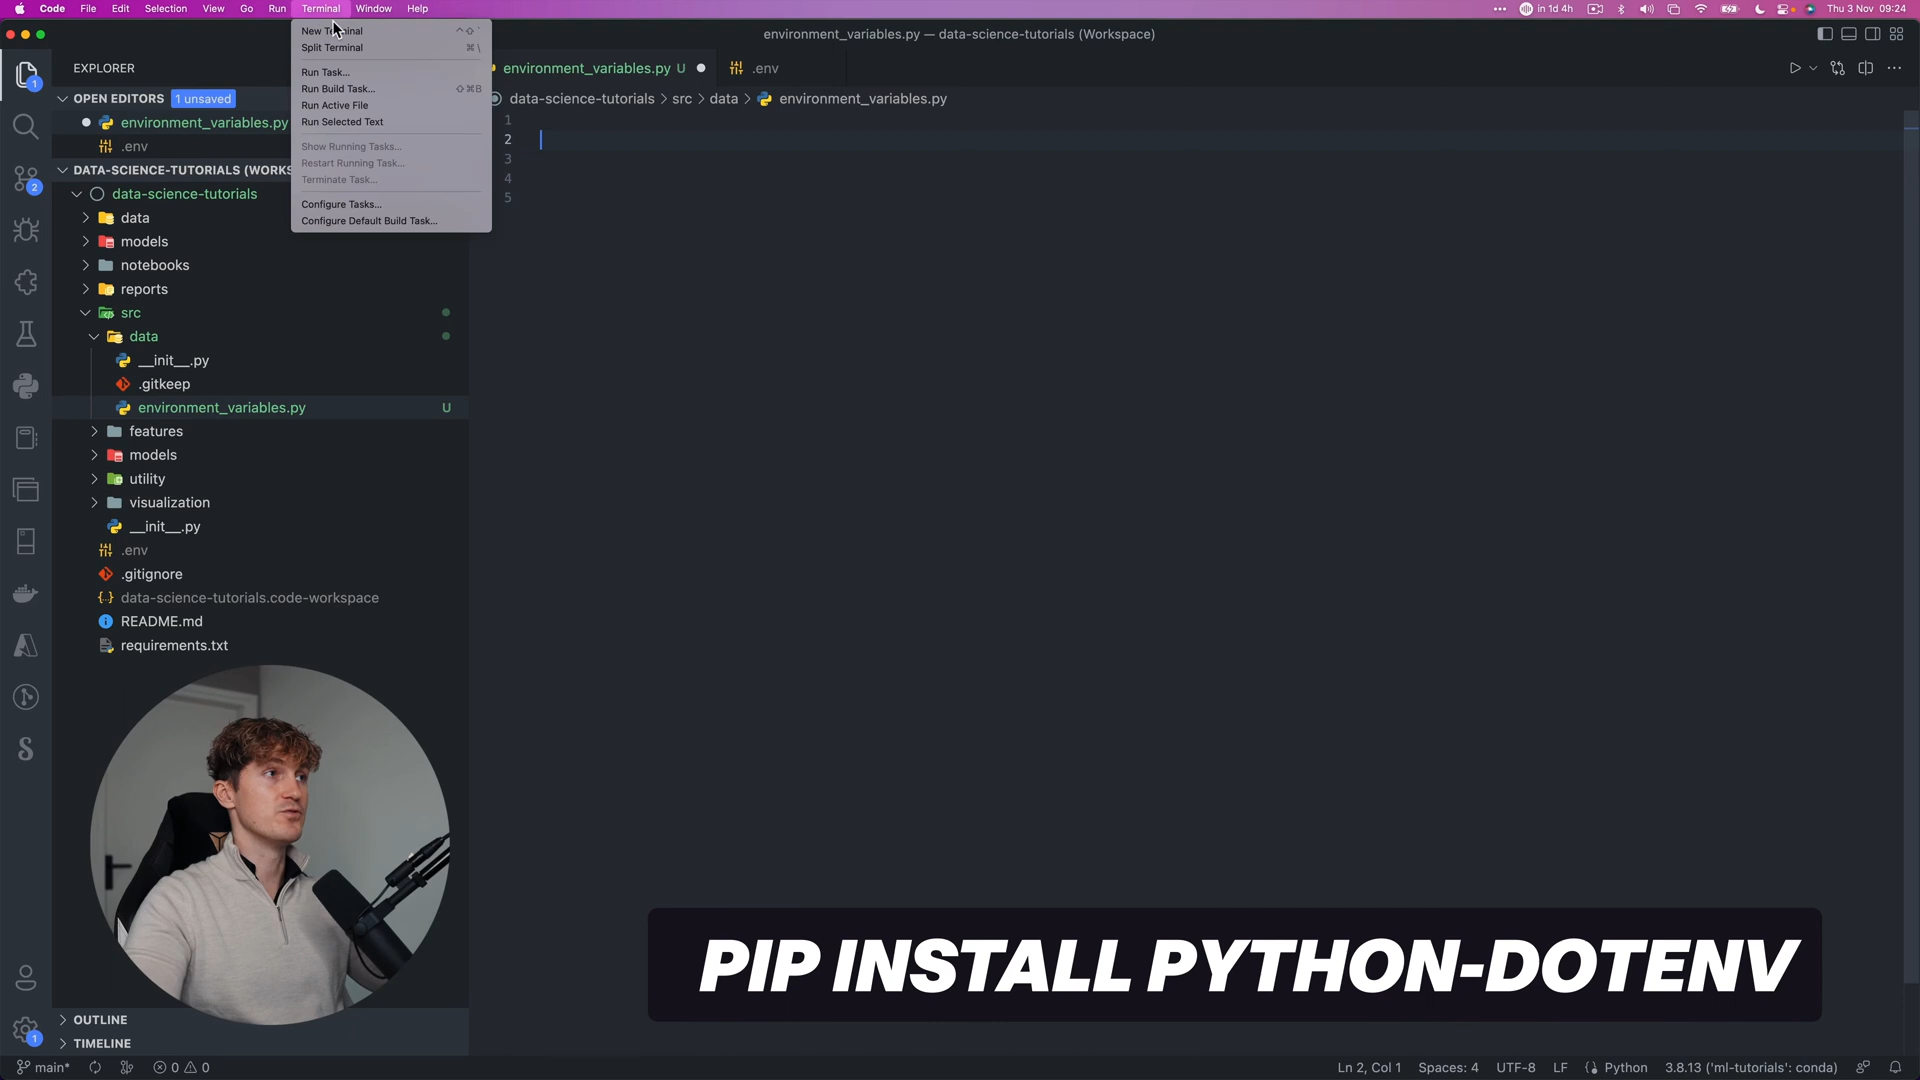 Code File Edit Selection View Go Run Terminal Window Help
in 1d 4h Thu 3 Nov 09:24
environment_variables.py — data-science-tutorials (Workspace)
New Terminal ⌃⇧`
Split Terminal ⌘\
Run Task...
Run Build Task... ⇧⌘B
Run Active File
Run Selected Text
Show Running Tasks...
Restart Running Task...
Terminate Task...
Configure Tasks...
Configure Default Build Task...
EXPLORER
OPEN EDITORS 1 unsaved
environment_variables.py
.env
DATA-SCIENCE-TUTORIALS (WORKS
data-science-tutorials
data
models
notebooks
reports
src
data
__init__.py
.gitkeep
environment_variables.py U
features
models
utility
visualization
__init__.py
.env
.gitignore
data-science-tutorials.code-workspace
README.md
requirements.txt
OUTLINE
TIMELINE
1
2
1
environment_variables.py U .env
data-science-tutorials > src > data > environment_variables.py
1
2
3
4
5
PIP INSTALL PYTHON-DOTENV
main* 0 0
Ln 2, Col 1 Spaces: 4 UTF-8 LF Python 3.8.13 ('ml-tutorials': conda)